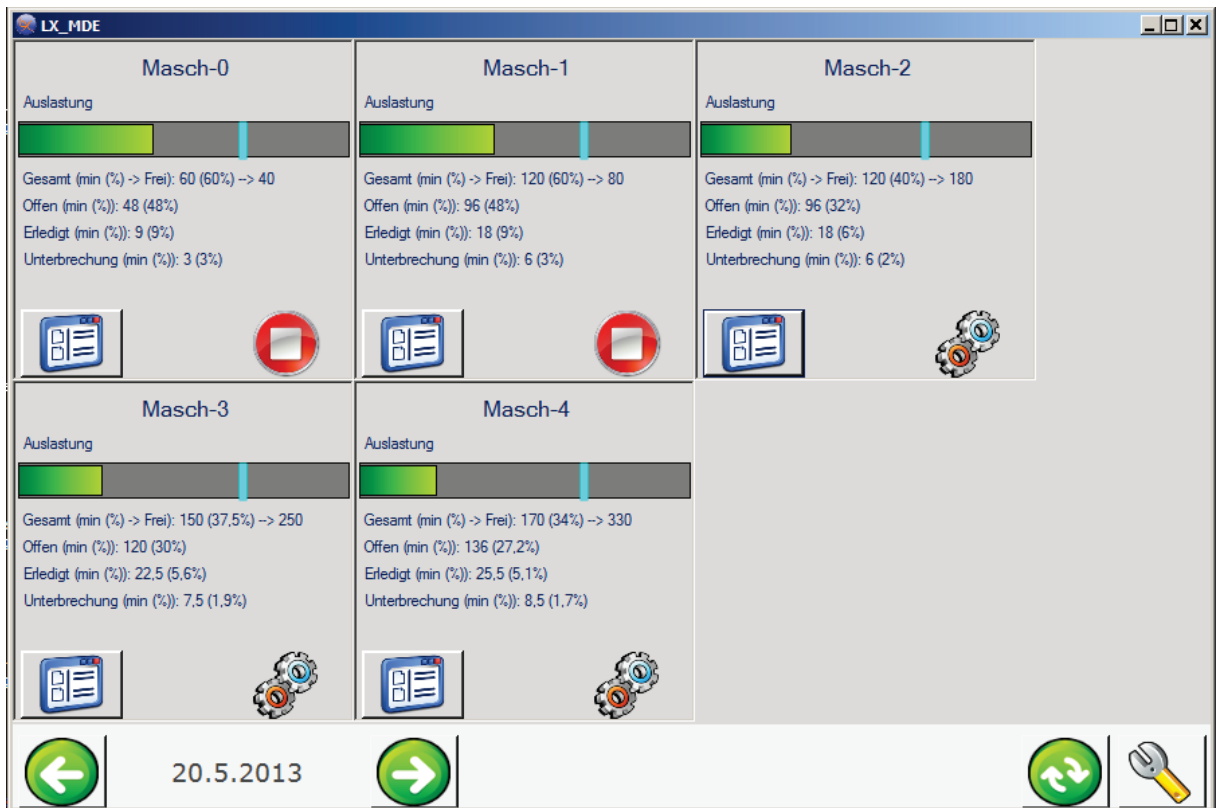 LX_MDE
Masch-0
Auslastung
Gesamt (min (%) -> Frei): 60 (60%) --> 40
Offen (min (%)): 48 (48%)
Erledigt (min (%)): 9 (9%)
Unterbrechung (min (%)): 3 (3%)
Masch-1
Auslastung
Gesamt (min (%) -> Frei): 120 (60%) --> 80
Offen (min (%)): 96 (48%)
Erledigt (min (%)): 18 (9%)
Unterbrechung (min (%)): 6 (3%)
Masch-2
Auslastung
Gesamt (min (%) -> Frei): 120 (40%) --> 180
Offen (min (%)): 96 (32%)
Erledigt (min (%)): 18 (6%)
Unterbrechung (min (%)): 6 (2%)
Masch-3
Auslastung
Gesamt (min (%) -> Frei): 150 (37,5%) --> 250
Offen (min (%)): 120 (30%)
Erledigt (min (%)): 22,5 (5,6%)
Unterbrechung (min (%)): 7,5 (1,9%)
Masch-4
Auslastung
Gesamt (min (%) -> Frei): 170 (34%) --> 330
Offen (min (%)): 136 (27,2%)
Erledigt (min (%)): 25,5 (5,1%)
Unterbrechung (min (%)): 8,5 (1,7%)
20.5.2013